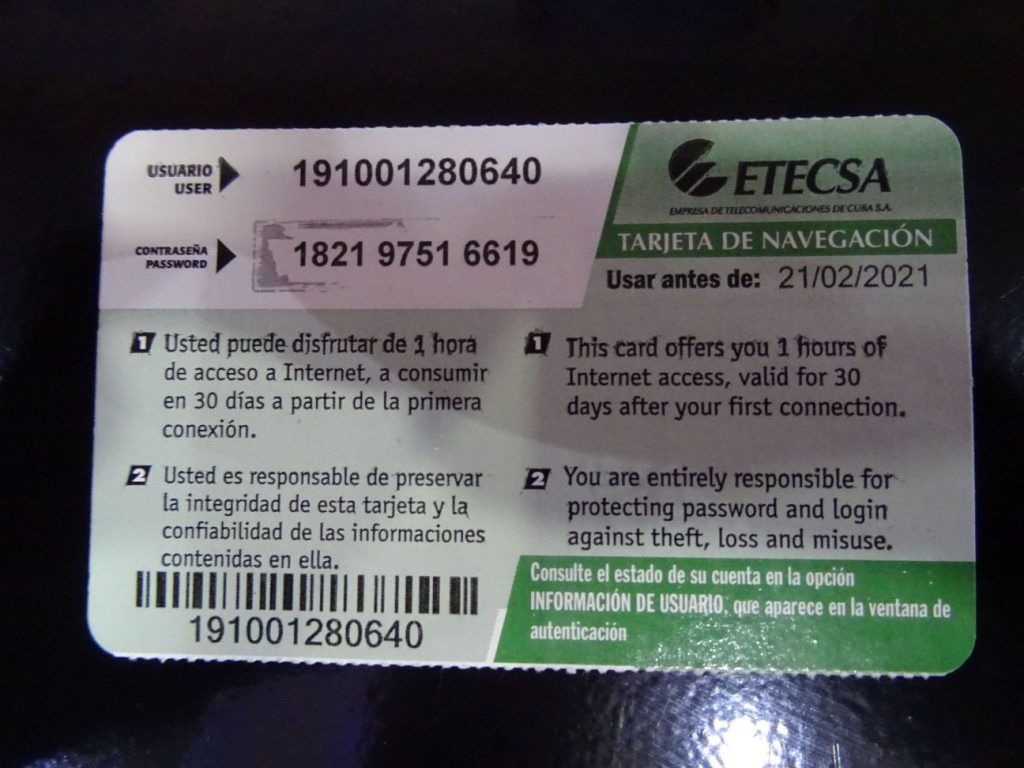 USUARIO
USER
191001280640
CONTRASEÑA
PASSWORD
1821 9751 6619
ETECSA
EMPRESA DE TELECOMUNICACIONES DE CUBA S.A.
TARJETA DE NAVEGACIÓN
Usar antes de: 21/02/2021
1 Usted puede disfrutar de 1 hora
de acceso a Internet, a consumir
en 30 días a partir de la primera
conexión.
2 Usted es responsable de preservar
la integridad de esta tarjeta y la
confiabilidad de las informaciones
contenidas en ella.
191001280640
1 This card offers you 1 hours of
Internet access, valid for 30
days after your first connection.
2 You are entirely responsible for
protecting password and login
against theft, loss and misuse.
Consulte el estado de su cuenta en la opción
INFORMACIÓN DE USUARIO, que aparece en la ventana de
autenticación